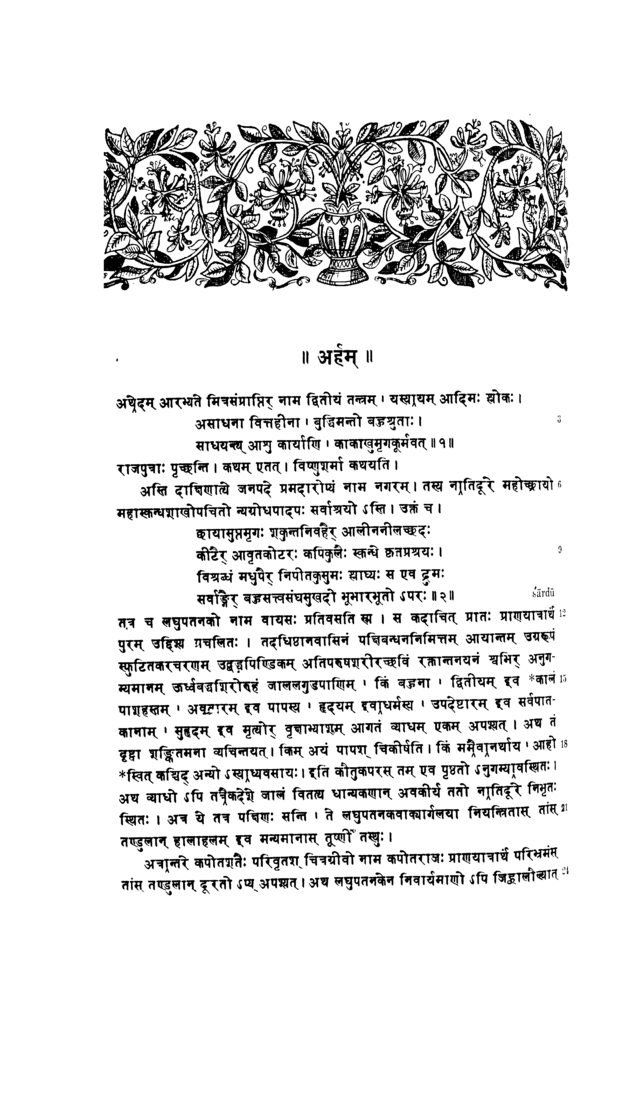 ॥ अर्हम् ॥
अथेदम् आरभ्यते मित्रसंप्राप्तिर् नाम द्वितीयं तन्त्रम् । यस्यायम् आदिमः श्लोकः ।
असाधना वित्तहीना । बुद्धिमन्तो बहुश्रुताः । 3
साधयन्त्य् आशु कार्याणि । काकाखुमृगकूर्मवत् ॥ १॥
राजपुत्राः पृच्छन्ति । कथम् एतत् । विष्णुशर्मा कथयति ।
अस्ति दाक्षिणात्ये जनपदे प्रमदारोप्यं नाम नगरम् । तस्य नातिदूरे महोच्छ्रायो 6
महास्कन्धशाखोपचितो न्यग्रोधपादपः सर्वाश्रयो ऽस्ति । उक्तं च ।
छायासुप्तमृगः शकुन्तनिवहैर् आलीननीलच्छदः
कीटैर् आवृतकोटरः कपिकुलैः स्कन्धे कृतप्रश्रयः । 9
विश्रब्धं मधुपैर् निपीतकुसुमः श्लाघ्यः स एव द्रुमः
सर्वाङ्गैर् बहुसत्त्वसंघसुखदो भूभारभूतो ऽपरः ॥ २॥ śārdū
तत्र च लघुपतनको नाम वायसः प्रतिवसति स्म । स कदाचित् प्रातः प्राणयात्रार्थं 12
पुरम् उद्दिश्य प्रचलितः । तदधिष्ठानवासिनं पक्षिबन्धननिमित्तम् आयान्तम् उग्ररूपं
स्फुटितकरचरणम् उद्बद्धपिण्डिकम् अतिपरुषशरीरच्छविं रक्तान्तनयनं श्वभिर् अनुग-
म्यमानम् ऊर्ध्वबद्धशिरोरुहं जाललगुडपाणिम् । किं बहुना । द्वितीयम् इव *कालं 15
पाशहस्तम् । अवतारम् इव पापस्य । हृदयम् इवाधर्मस्य । उपदेष्टारम् इव सर्वपात-
कानाम् । सुहृदम् इव मृत्योर् वृक्षाभ्याशम् आगतं व्याधम् एकम् अपश्यत् । अथ तं
दृष्ट्वा शङ्कितमना व्यचिन्तयत् । किम् अयं पापश् चिकीर्षति । किं ममैवानर्थाय । आहो 18
*स्वित् कश्चिद् अन्यो ऽस्याध्यवसायः । इति कौतुकपरस् तम् एव पृष्ठतो ऽनुगम्यावस्थितः ।
अथ व्याधो ऽपि तत्रैकदेशे जालं वितत्य धान्यकणान् अवकीर्य ततो नातिदूरे निभृतः
स्थितः । अत्र ये तत्र पक्षिणः सन्ति । ते लघुपतनकवाक्यार्गलया नियन्त्रितास् तांस् 21
तण्डुलान् हालाहलम् इव मन्यमानास् तूष्णीं तस्थुः ।
अत्रान्तरे कपोतशतैः परिवृतश् चित्रग्रीवो नाम कपोतराजः प्राणयात्रार्थं परिभ्रमंस्
तांस तण्डुलान् दूरतो ऽप्य् अपश्यत् । अथ लघुपतनकेन निवार्यमाणो ऽपि जिह्वालौल्यात् 24